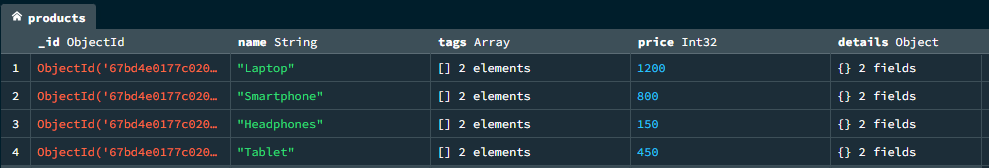 products
_id ObjectId name String tags Array price Int32 details Object
1 ObjectId('67bd4e0177c020… "Laptop" [] 2 elements 1200 {} 2 fields
2 ObjectId('67bd4e0177c020… "Smartphone" [] 2 elements 800 {} 2 fields
3 ObjectId('67bd4e0177c020… "Headphones" [] 2 elements 150 {} 2 fields
4 ObjectId('67bd4e0177c020… "Tablet" [] 2 elements 450 {} 2 fields